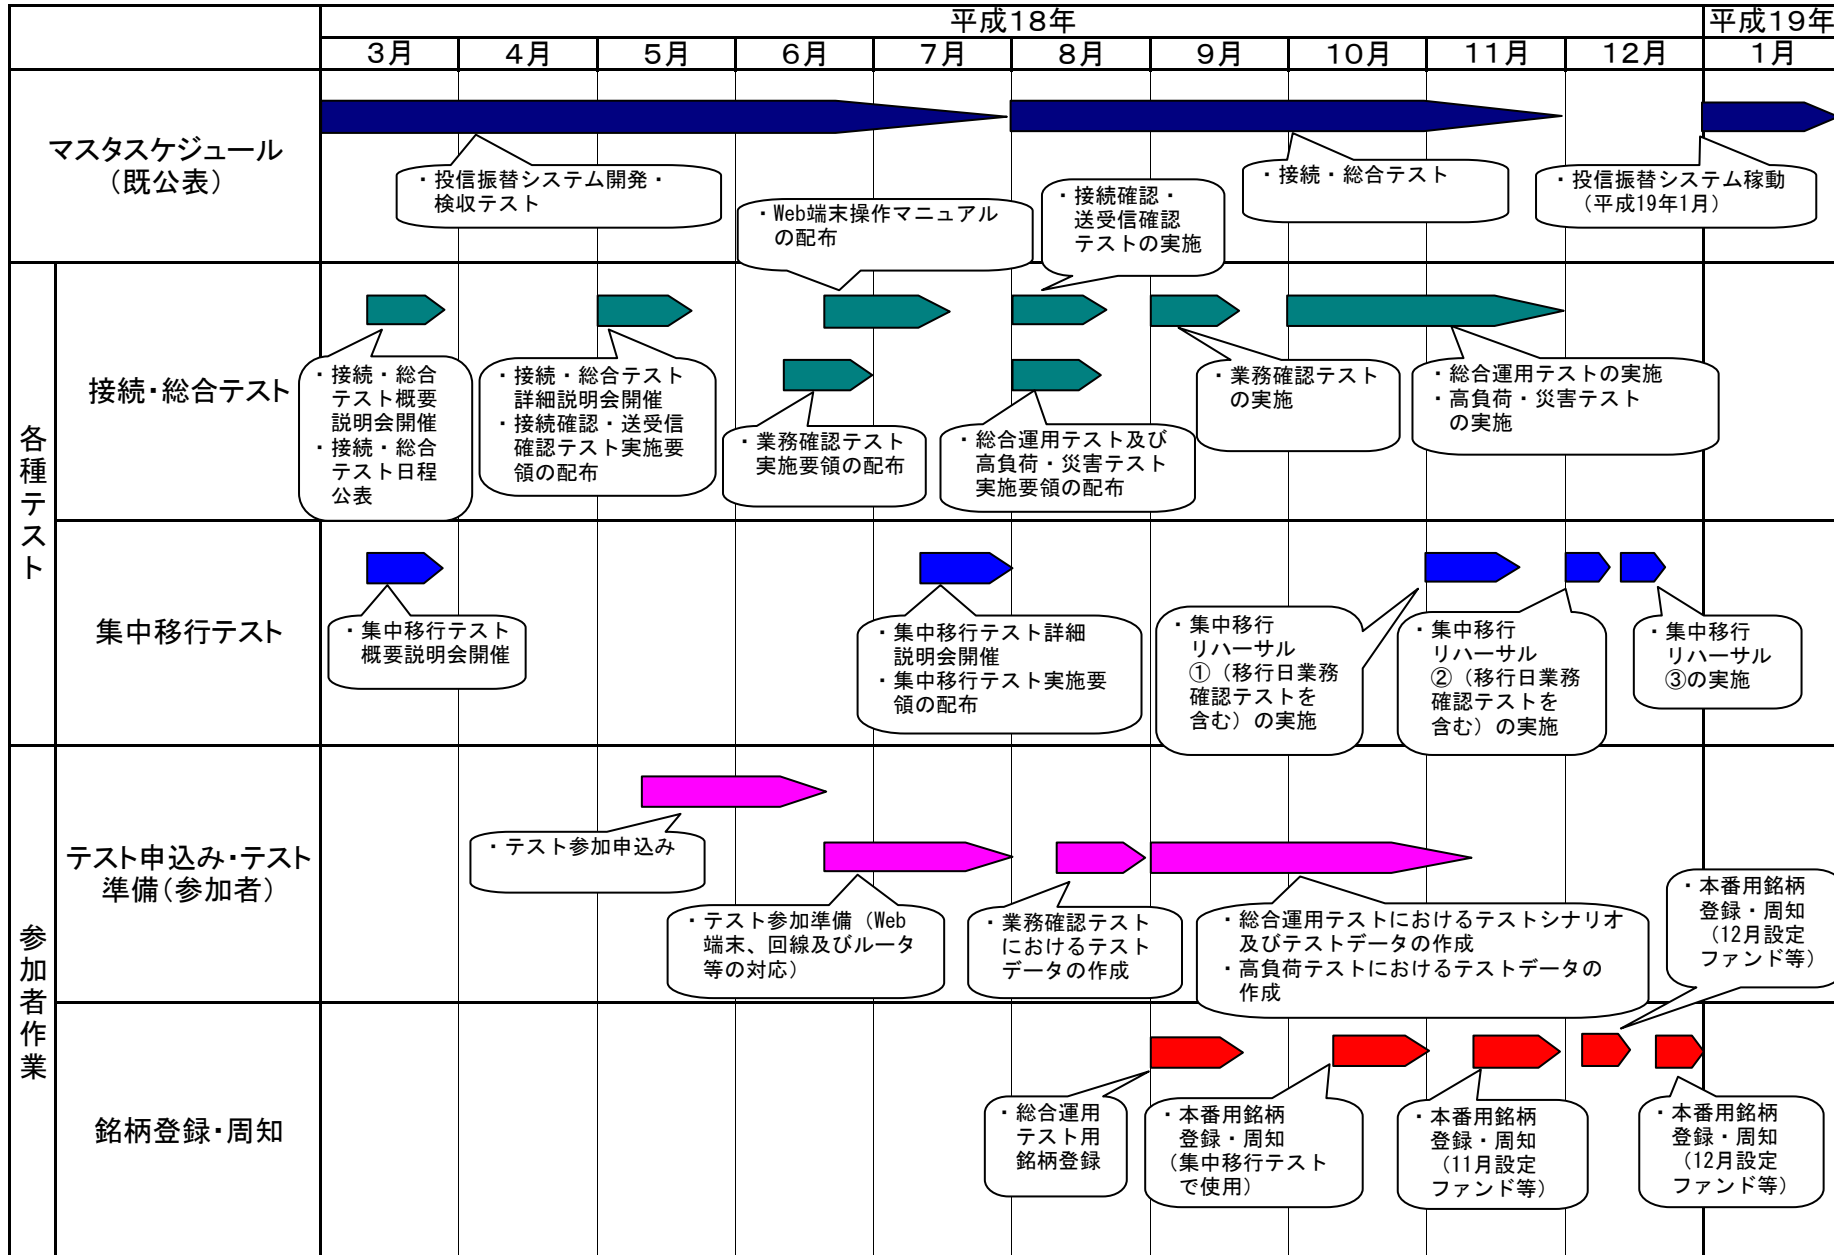 平成18年
平成19年
3月
4月
5月
6月
7月
8月
9月
10月
11月
12月
1月
マスタスケジュール
（既公表）
・投信振替システム開発・
検収テスト
・Web端末操作マニュアル
の配布
・接続確認・
送受信確認
テストの実施
・接続・総合テスト
・投信振替システム稼動
（平成19年1月）
各種テスト
接続・総合テスト
・接続・総合
テスト概要
説明会開催
・接続・総合
テスト日程
公表
・接続・総合テスト
詳細説明会開催
・接続確認・送受信
確認テスト実施要
領の配布
・業務確認テスト
実施要領の配布
・総合運用テスト及び
高負荷・災害テスト
実施要領の配布
・業務確認テスト
の実施
・総合運用テストの実施
・高負荷・災害テスト
の実施
集中移行テスト
・集中移行テスト
概要説明会開催
・集中移行テスト詳細
説明会開催
・集中移行テスト実施要
領の配布
・集中移行
リハーサル
①（移行日業務
確認テストを
含む）の実施
・集中移行
リハーサル
②（移行日業務
確認テストを
含む）の実施
・集中移行
リハーサル
③の実施
参加者作業
テスト申込み・テスト
準備（参加者）
・テスト参加申込み
・テスト参加準備（Web
端末、回線及びルータ
等の対応）
・業務確認テスト
におけるテスト
データの作成
・総合運用テストにおけるテストシナリオ
及びテストデータの作成
・高負荷テストにおけるテストデータの
作成
・本番用銘柄
登録・周知
（12月設定
ファンド等）
銘柄登録・周知
・総合運用
テスト用
銘柄登録
・本番用銘柄
登録・周知
（集中移行テスト
で使用）
・本番用銘柄
登録・周知
（11月設定
ファンド等）
・本番用銘柄
登録・周知
（12月設定
ファンド等）